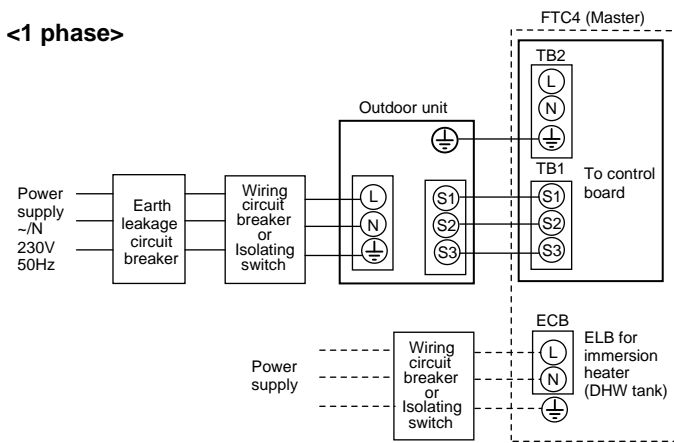 <1 phase>
FTC4 (Master)
TB2
L
N
Outdoor unit
TB1
To control
board
Power
supply
~/N
230V
50Hz
Earth
leakage
circuit
breaker
Wiring
circuit
breaker
or
Isolating
switch
L
N
S1
S2
S3
S1
S2
S3
Power
supply
Wiring
circuit
breaker
or
Isolating
switch
ECB
L
N
ELB for
immersion
heater
(DHW tank)